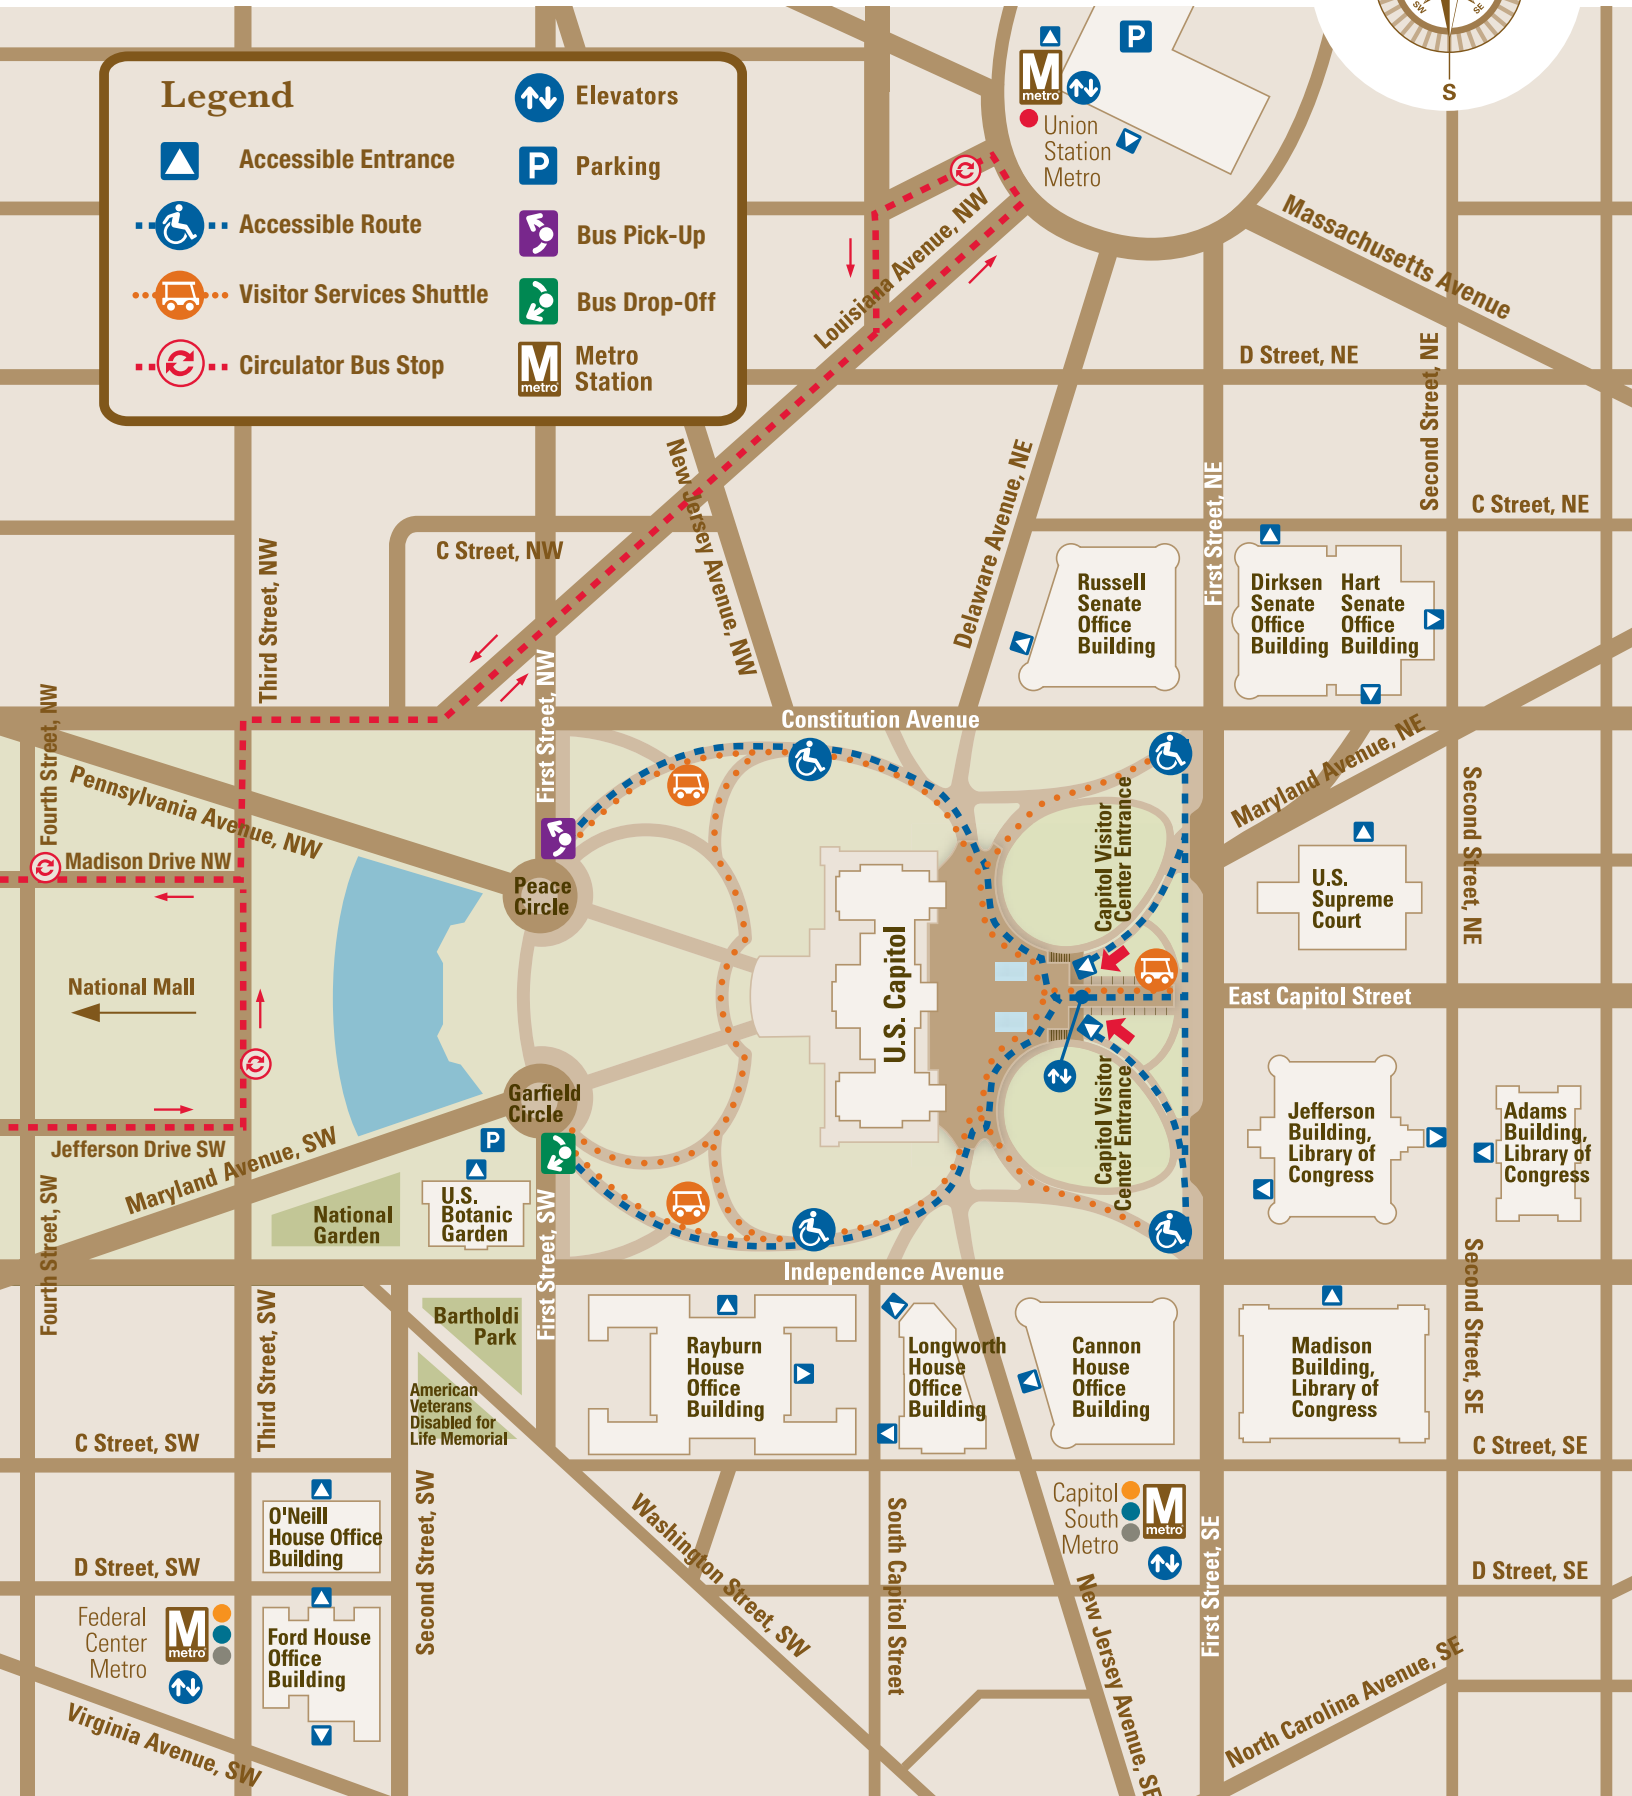 SW
SE
S
Legend
Accessible Entrance
Accessible Route
Visitor Services Shuttle
Circulator Bus Stop
Elevators
P
Parking
Bus Pick-Up
Bus Drop-Off
M
metro
Metro
Station
P
M
metro
Union
Station
Metro
Massachusetts Avenue
Louisiana Avenue, NW
D Street, NE
Second Street, NE
C Street, NE
New Jersey Avenue, NW
Delaware Avenue, NE
First Street, NE
C Street, NW
Third Street, NW
First Street, NW
Fourth Street, NW
Russell
Senate
Office
Building
Dirksen
Senate
Office
Building
Hart
Senate
Office
Building
Constitution Avenue
Pennsylvania Avenue, NW
Madison Drive NW
Maryland Avenue, NE
Second Street, NE
Peace
Circle
U.S. Capitol
Capitol Visitor
Center Entrance
U.S.
Supreme
Court
National Mall
East Capitol Street
Garfield
Circle
Capitol Visitor
Center Entrance
Jefferson
Building,
Library of
Congress
Adams
Building,
Library of
Congress
Jefferson Drive SW
Maryland Avenue, SW
P
U.S.
Botanic
Garden
National
Garden
Fourth Street, SW
First Street, SW
Independence Avenue
Second Street, SE
Third Street, SW
Bartholdi
Park
American
Veterans
Disabled for
Life Memorial
Rayburn
House
Office
Building
Longworth
House
Office
Building
Cannon
House
Office
Building
Madison
Building,
Library of
Congress
C Street, SW
C Street, SE
O'Neill
House Office
Building
Second Street, SW
Washington Street, SW
South Capitol Street
Capitol
South
Metro
M
metro
First Street, SE
D Street, SW
D Street, SE
Federal
Center
Metro
M
metro
Ford House
Office
Building
New Jersey Avenue, SE
North Carolina Avenue, SE
Virginia Avenue, SW